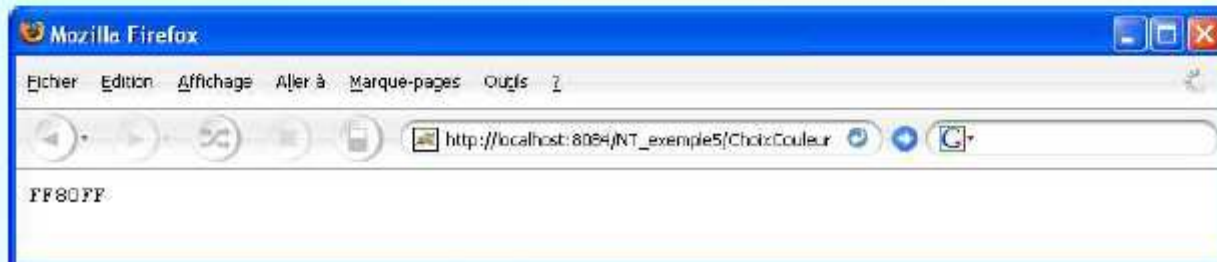 Mozilla Firefox
Fichier Edition Affichage Aller à Marque-pages Outils ?
http://localhost:8084/NT_exemple5/ChoixCouleur G
FF80FF